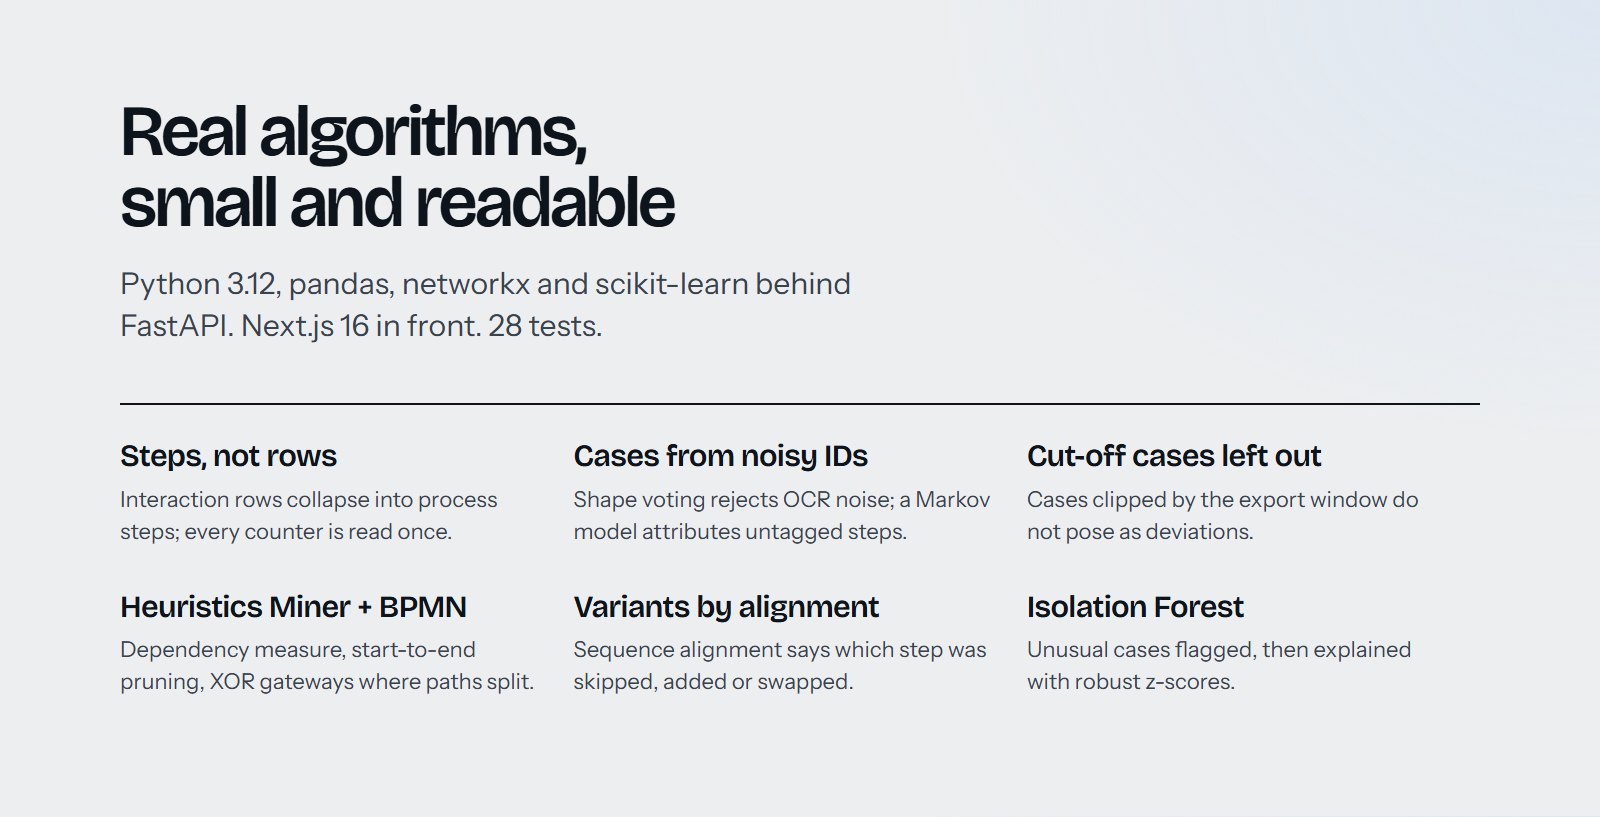 Real algorithms,
small and readable
Python 3.12, pandas, networkx and scikit-learn behind
FastAPI. Next.js 16 in front. 28 tests.
Steps, not rows
Interaction rows collapse into process
steps; every counter is read once.
Cases from noisy IDs
Shape voting rejects OCR noise; a Markov
model attributes untagged steps.
Cut-off cases left out
Cases clipped by the export window do
not pose as deviations.
Heuristics Miner + BPMN
Dependency measure, start-to-end
pruning, XOR gateways where paths split.
Variants by alignment
Sequence alignment says which step was
skipped, added or swapped.
Isolation Forest
Unusual cases flagged, then explained
with robust z-scores.